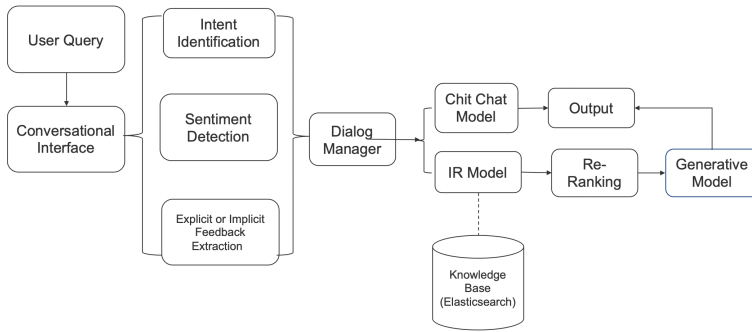 User Query
Conversational
Interface
Intent
Identification
Sentiment
Detection
Explicit or Implicit
Feedback
Extraction
Dialog
Manager
Chit Chat
Model
Output
IR Model
Re-
Ranking
Generative
Model
Knowledge
Base
(Elasticsearch)